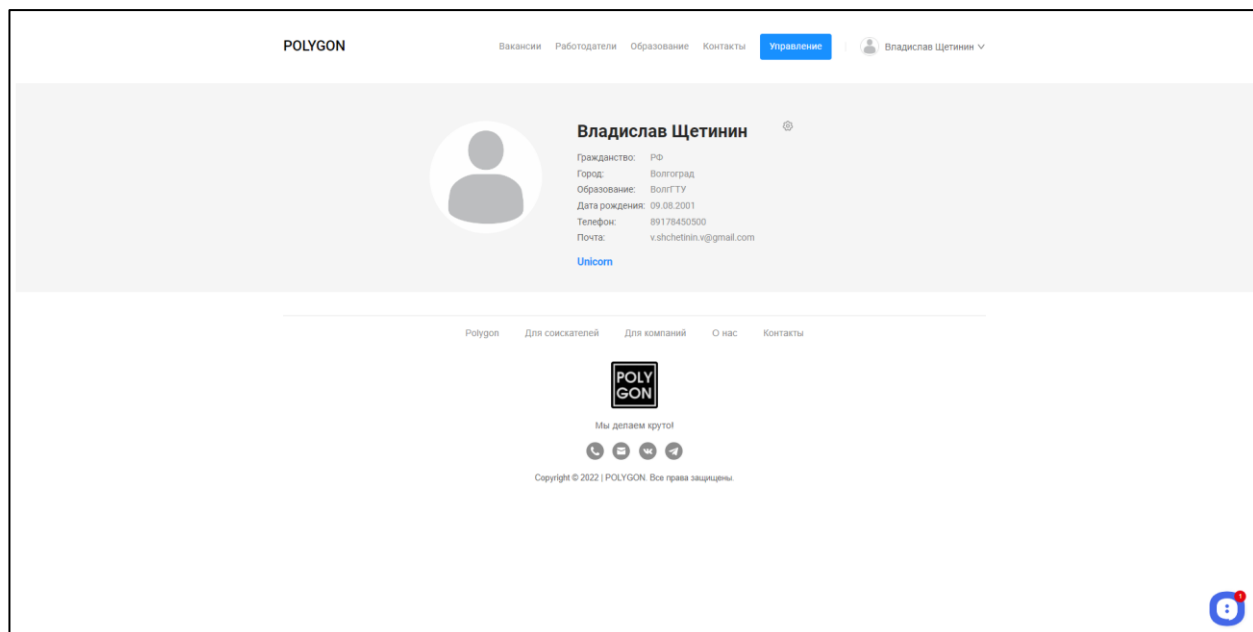 POLYGON Вакансии Работодатели Образование Контакты Управление Владислав Щетинин
Владислав Щетинин
Гражданство: РФ
Город: Волгоград
Образование: ВолгГТУ
Дата рождения: 09.08.2001
Телефон: 89178450500
Почта: v.shchetinin.v@gmail.com
Unicorn
Polygon Для соискателей Для компаний О нас Контакты
POLY
GON
Мы делаем круто!
Copyright © 2022 | POLYGON. Все права защищены.
1